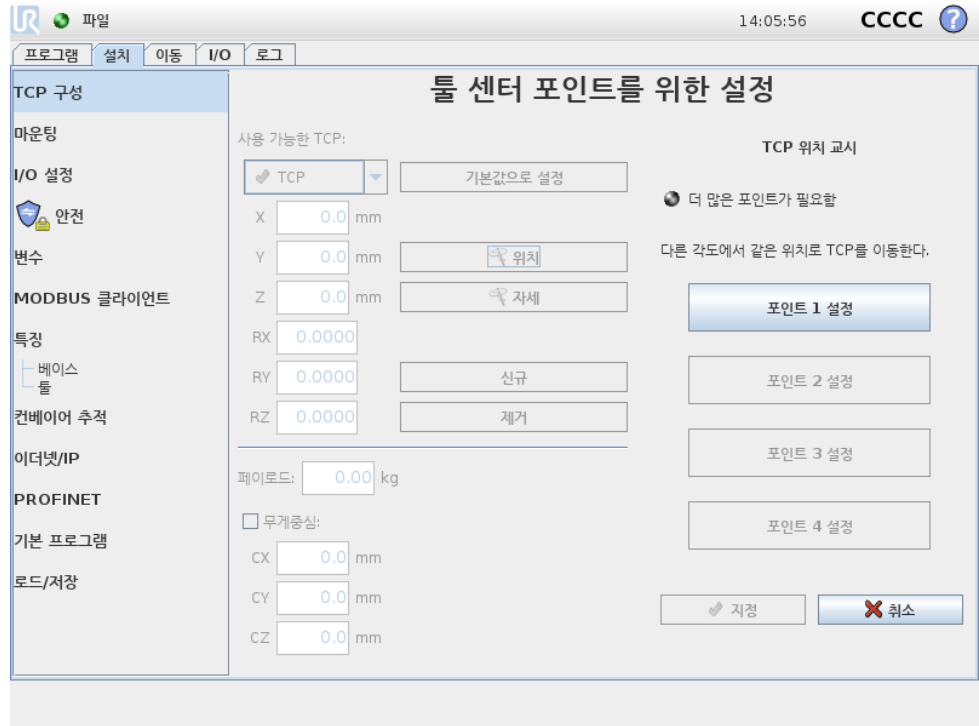 UR 파일 14:05:56 CCCC ?
프로그램 설치 이동 I/O 로그
TCP 구성
마운팅
I/O 설정
안전
변수
MODBUS 클라이언트
특징
베이스
툴
컨베이어 추적
이더넷/IP
PROFINET
기본 프로그램
로드/저장
툴 센터 포인트를 위한 설정
사용 가능한 TCP:
TCP 기본값으로 설정
X 0.0 mm
Y 0.0 mm 위치
Z 0.0 mm 자세
RX 0.0000
RY 0.0000 신규
RZ 0.0000 제거
페이로드: 0.00 kg
무게중심:
CX 0.0 mm
CY 0.0 mm
CZ 0.0 mm
TCP 위치 교시
더 많은 포인트가 필요함
다른 각도에서 같은 위치로 TCP를 이동한다.
포인트 1 설정
포인트 2 설정
포인트 3 설정
포인트 4 설정
지정 취소